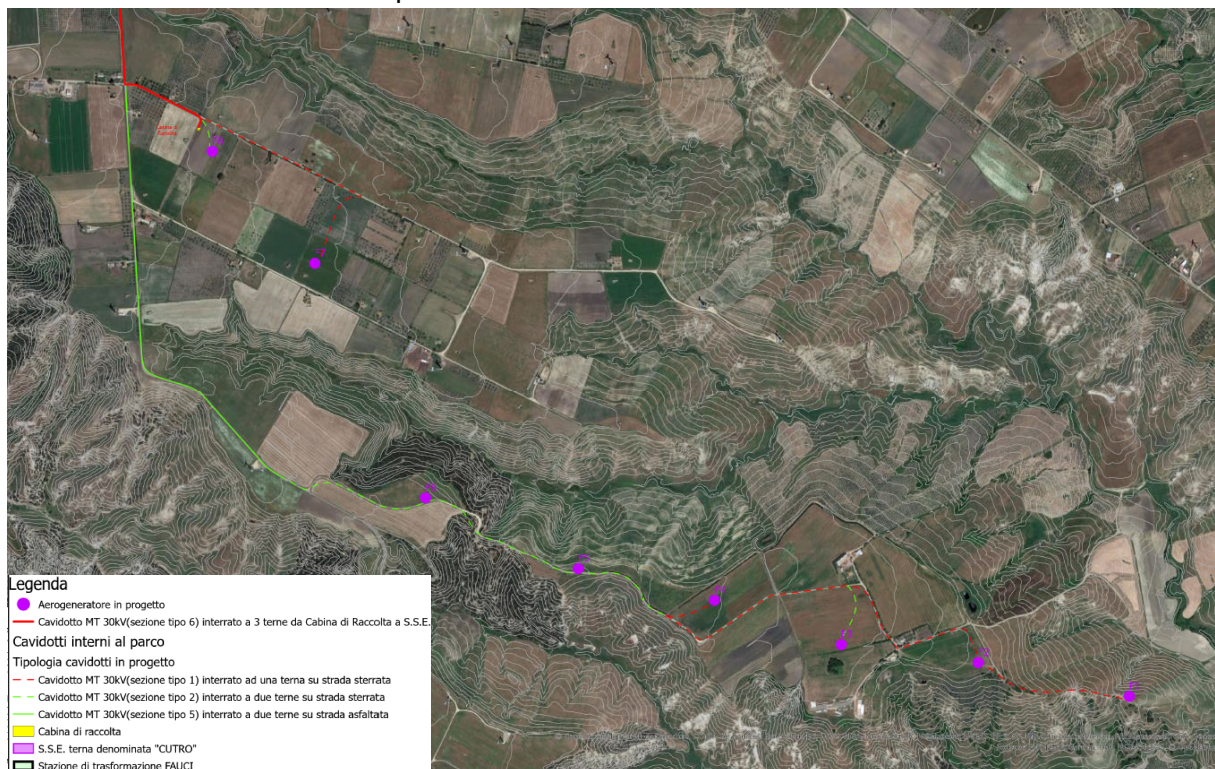 Cabina di
Raccolta
Legenda
Aerogeneratore in progetto
Cavidotto MT 30kV(sezione tipo 6) interrato a 3 terne da Cabina di Raccolta a S.S.E.
Cavidotti interni al parco
Tipologia cavidotti in progetto
Cavidotto MT 30kV(sezione tipo 1) interrato ad una terna su strada sterrata
Cavidotto MT 30kV(sezione tipo 2) interrato a due terne su strada sterrata
Cavidotto MT 30kV(sezione tipo 5) interrato a due terne su strada asfaltata
Cabina di raccolta
S.S.E. terna denominata "CUTRO"
Stazione di trasformazione FAUCI